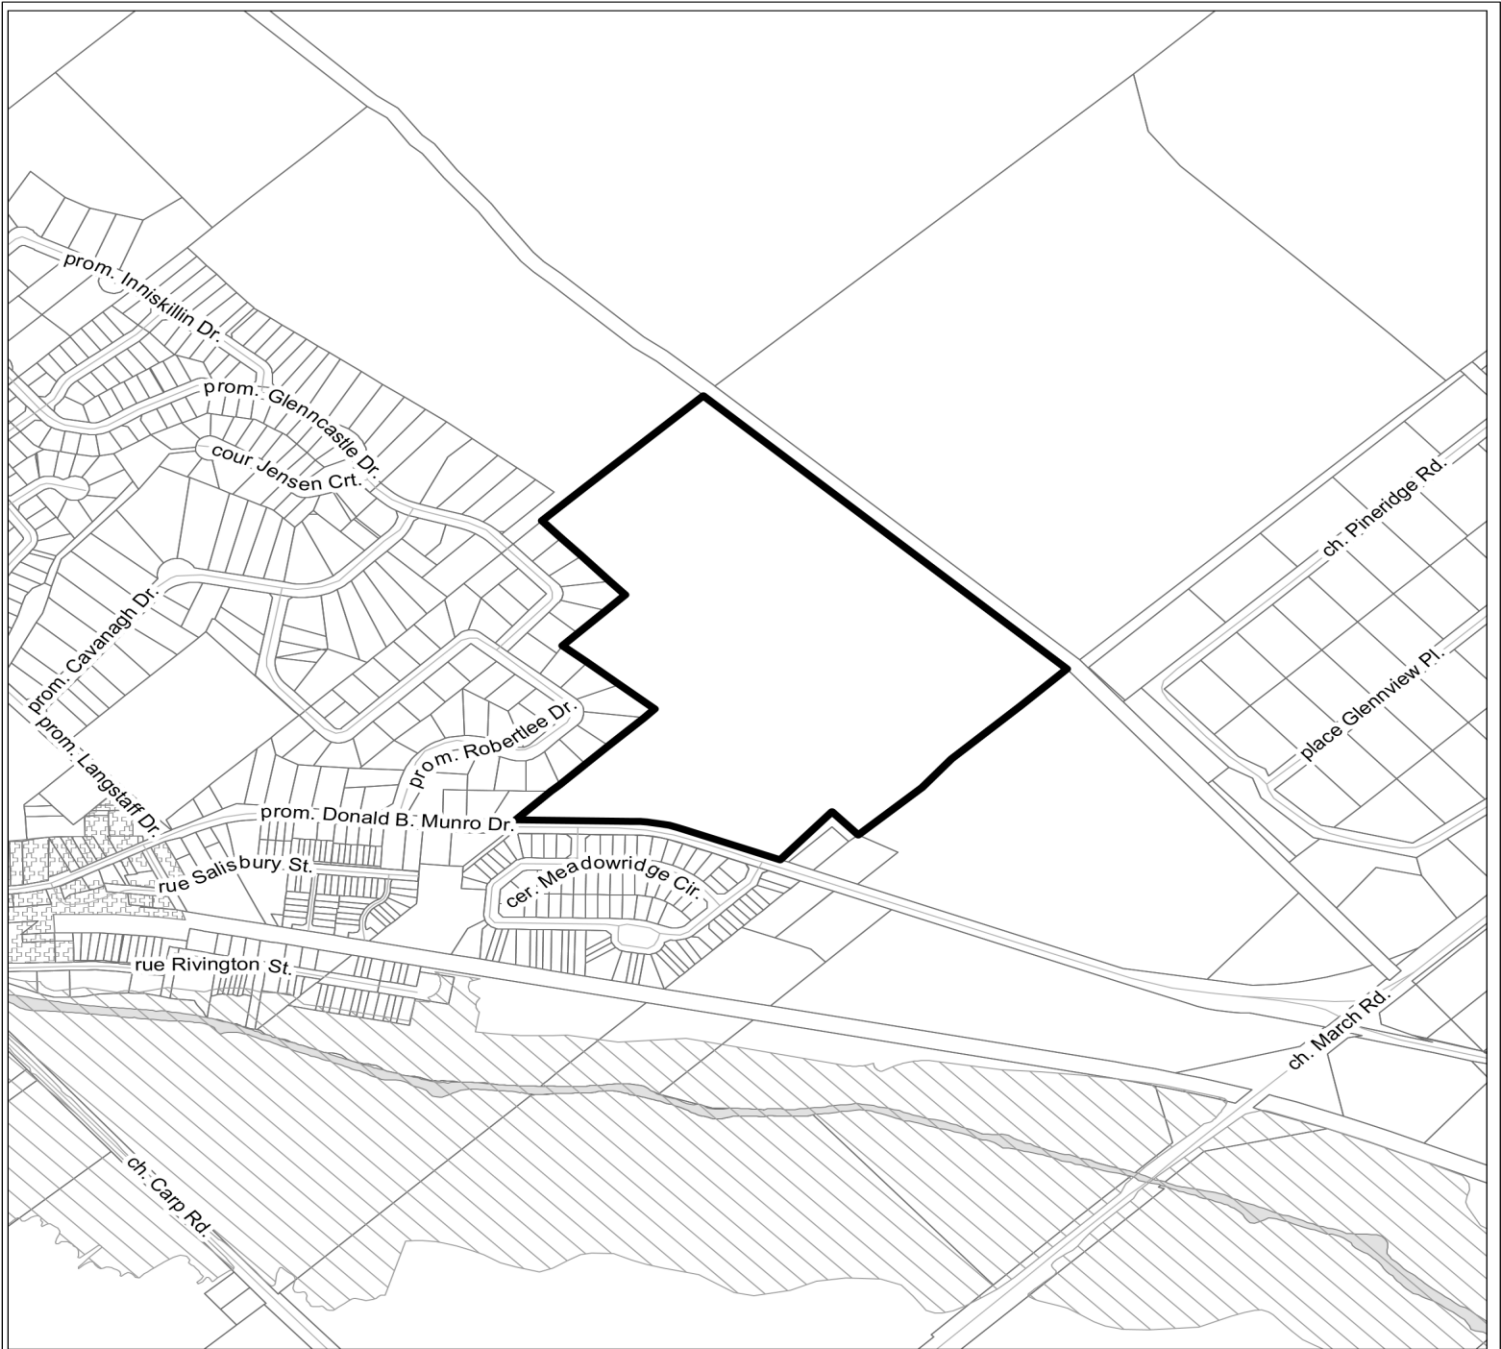 prom. Inniskillin Dr.
prom. Glenncastle Dr.
cour Jensen Crt.
ch. Pineridge Rd.
prom. Cavanagh Dr.
place Glennview Pl.
prom. Robertlee Dr.
prom. Langstaff Dr.
prom. Donald B. Munro Dr.
rue Salisbury St.
cer. Meadowridge Cir.
rue Rivington St.
ch. March Rd.
ch. Carp Rd.